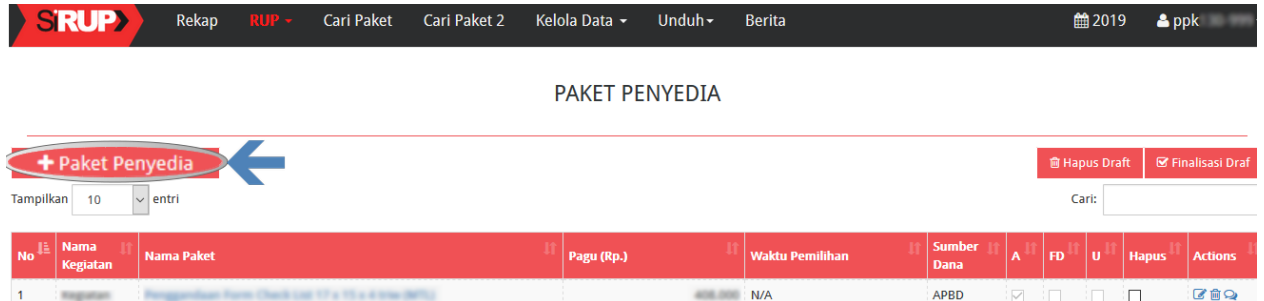 SiRUP Rekap RUP Cari Paket Cari Paket 2 Kelola Data Unduh Berita 2019 ppk
PAKET PENYEDIA
+ Paket Penyedia
Hapus Draft Finalisasi Draf
Tampilkan 10 entri Cari:
No Nama Kegiatan Nama Paket Pagu (Rp.) Waktu Pemilihan Sumber Dana A FD U Hapus Actions
1 N/A APBD